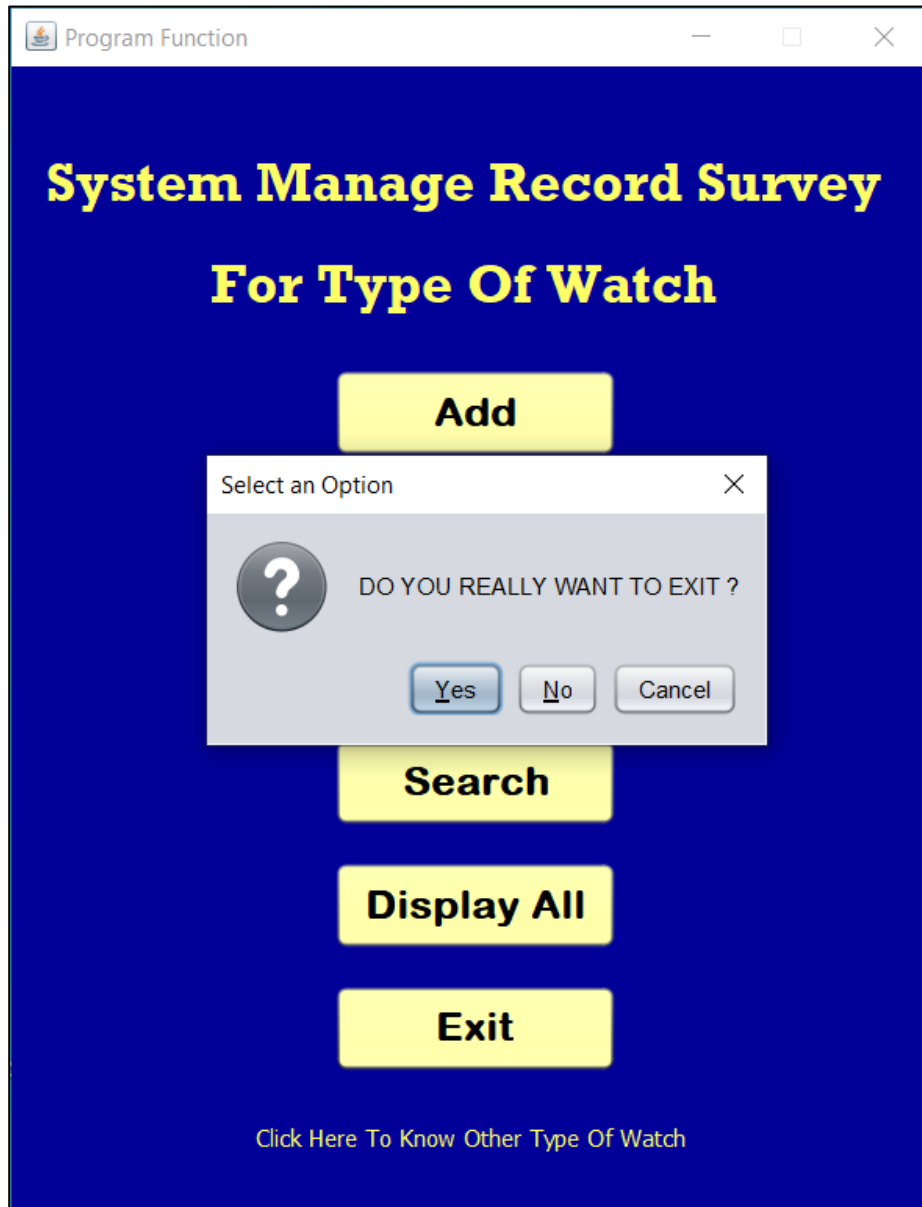 Program Function
System Manage Record Survey
For Type Of Watch
Add
Select an Option
DO YOU REALLY WANT TO EXIT ?
Yes No Cancel
Search
Display All
Exit
Click Here To Know Other Type Of Watch